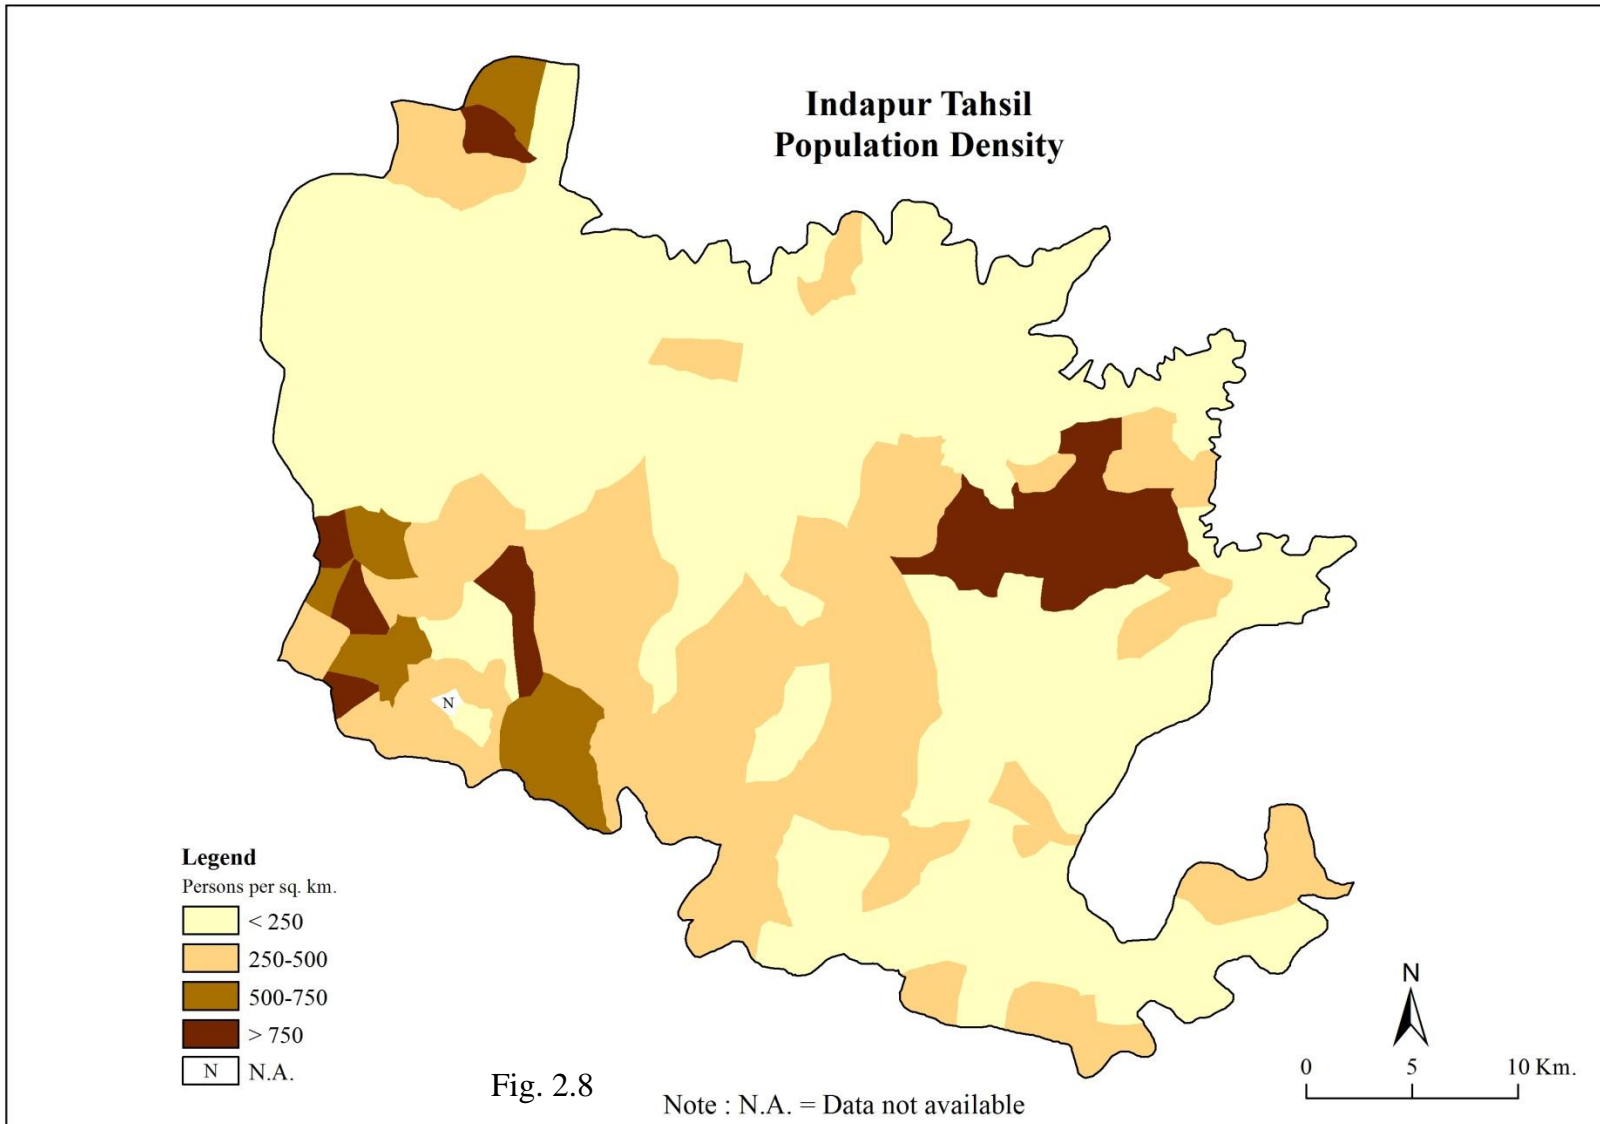 Indapur Tahsil
Population Density
N
Legend
Persons per sq. km.
< 250
250-500
500-750
> 750
N N.A.
Fig. 2.8
Note : N.A. = Data not available
N
0 5 10 Km.